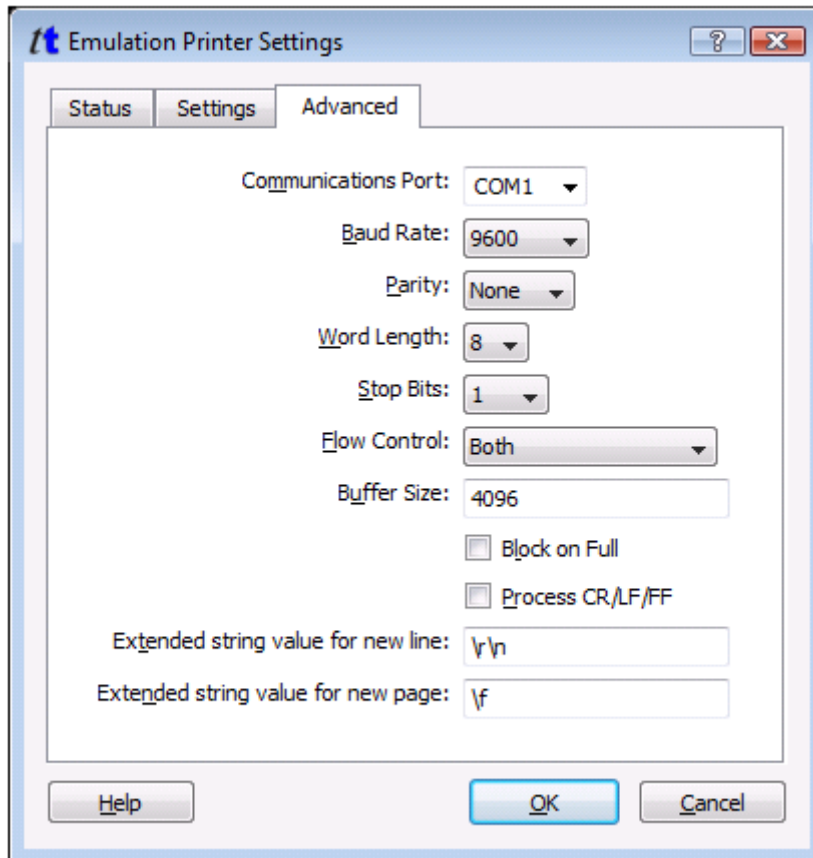 tt Emulation Printer Settings
Status Settings Advanced
Communications Port: COM1
Baud Rate: 9600
Parity: None
Word Length: 8
Stop Bits: 1
Flow Control: Both
Buffer Size: 4096
Block on Full
Process CR/LF/FF
Extended string value for new line: \r\n
Extended string value for new page: \f
Help OK Cancel